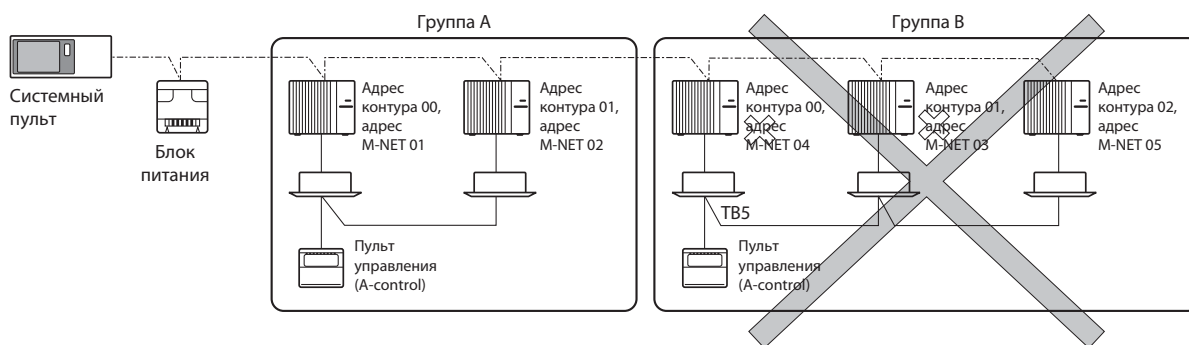 Группа A
Группа B
Системный
пульт
Блок
питания
Адрес
контура 00,
адрес
M-NET 01
Адрес
контура 01,
адрес
M-NET 02
Адрес
контура 00,
адрес
M-NET 04
Адрес
контура 01,
адрес
M-NET 03
Адрес
контура 02,
адрес
M-NET 05
TB5
Пульт
управления
(A-control)
Пульт
управления
(A-control)